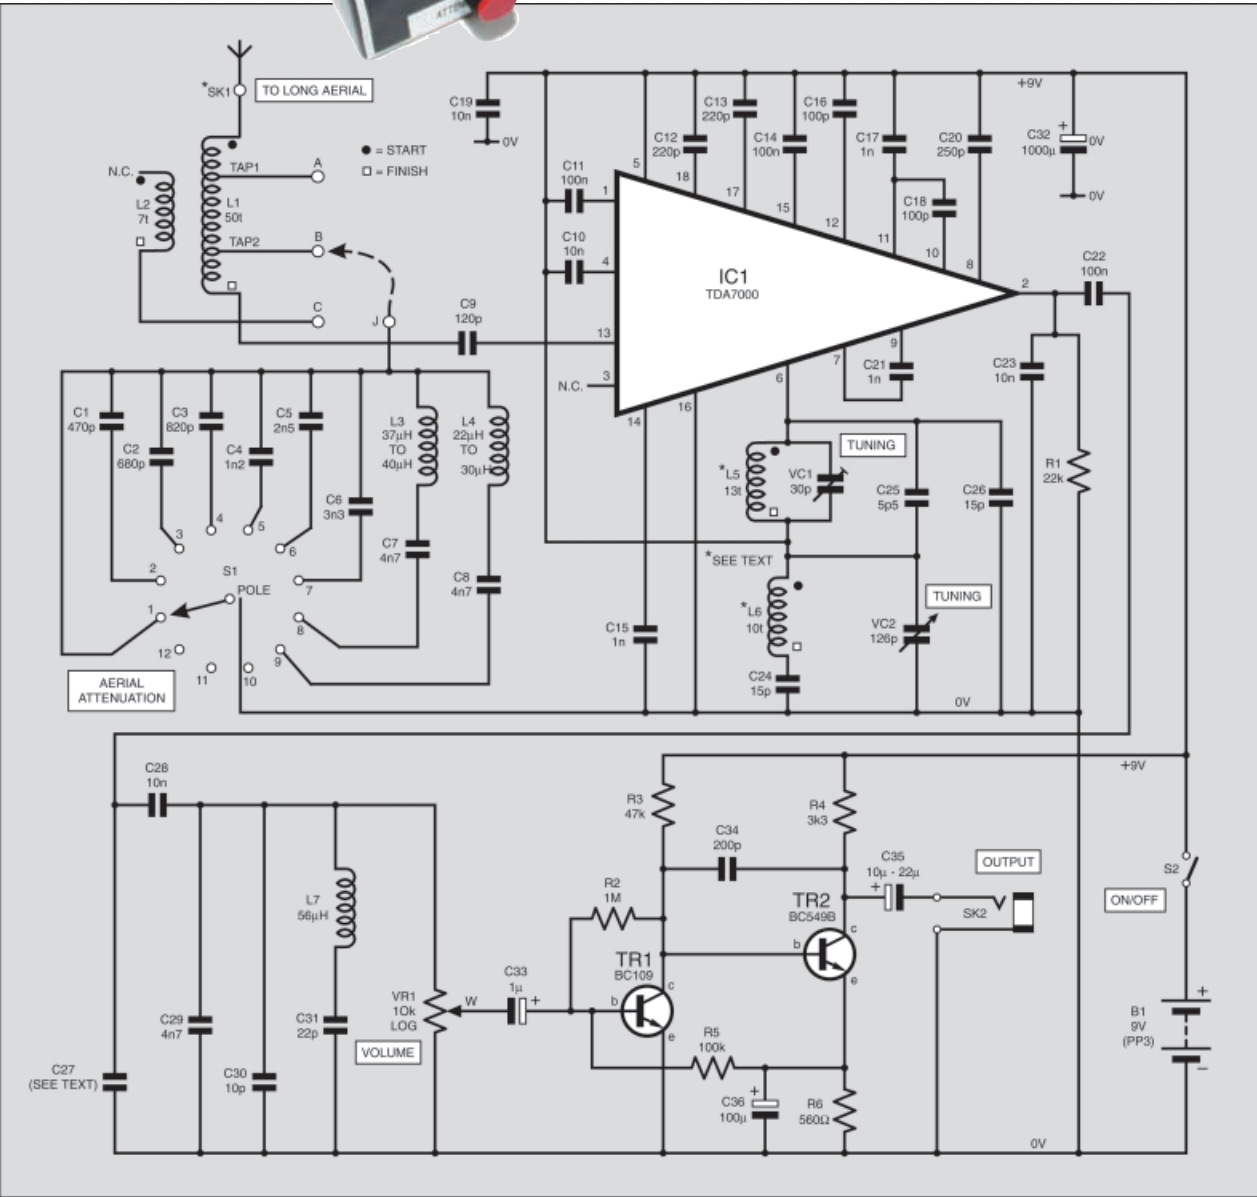 ATTEN
*SK1
TO LONG AERIAL
C19
10n
0V
C13
220p
C16
100p
+9V
C12
220p
C14
100n
C17
1n
C20
250p
C32
1000µ
+
0V
0V
● = START
□ = FINISH
N.C.
L2
7t
L1
50t
TAP1
A
TAP2
B
C
J
C11
100n
C10
10n
C9
120p
C18
100p
C22
100n
5
18
17
15
12
11
10
8
2
1
4
13
3
N.C.
14
16
6
7
9
IC1
TDA7000
C21
1n
C23
10n
R1
22k
C1
470p
C2
680p
C3
820p
C4
1n2
C5
2n5
C6
3n3
L3
37µH
TO
40µH
L4
22µH
TO
30µH
C7
4n7
C8
4n7
S1
POLE
1
2
3
4
5
6
7
8
9
10
11
12
AERIAL
ATTENUATION
TUNING
*L5
13t
VC1
30p
C25
5p5
C26
15p
*SEE TEXT
*L6
10t
TUNING
VC2
126p
C15
1n
C24
15p
0V
C28
10n
+9V
R3
47k
R4
3k3
C34
200p
C35
10µ - 22µ
+
OUTPUT
SK2
S2
ON/OFF
L7
56µH
R2
1M
TR2
BC549B
b
c
e
TR1
BC109
b
c
e
C33
1µ
+
VR1
10k
LOG
W
VOLUME
C29
4n7
C31
22p
C30
10p
C27
(SEE TEXT)
R5
100k
C36
100µ
+
R6
560Ω
B1
9V
(PP3)
+
−
0V